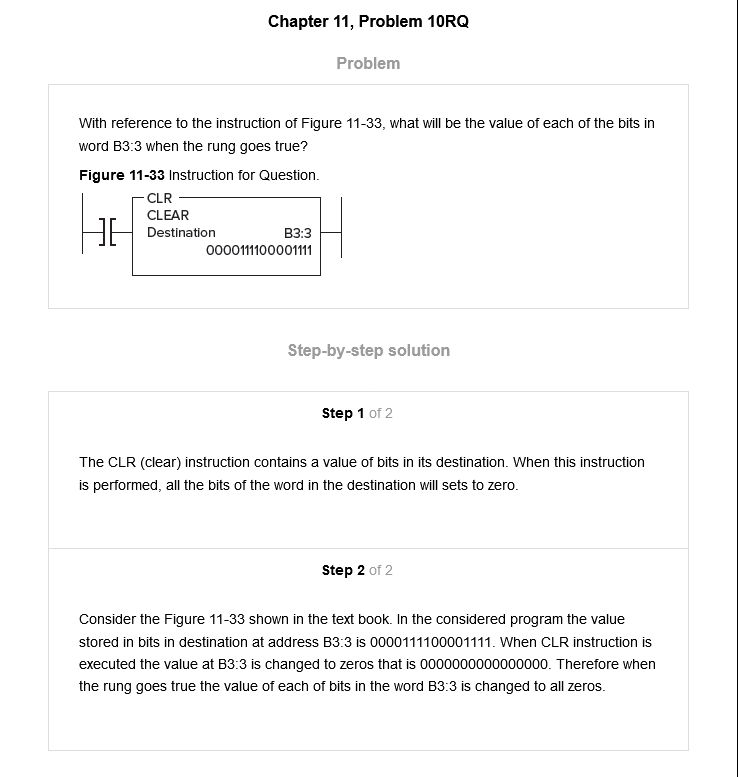 Chapter 11, Problem 10RQ
Problem
With reference to the instruction of Figure 11-33, what will be the value of each of the bits in
word B3:3 when the rung goes true?
Figure 11-33 Instruction for Question.
CLR
CLEAR
Destination B3:3
0000111100001111
Step-by-step solution
Step 1 of 2
The CLR (clear) instruction contains a value of bits in its destination. When this instruction
is performed, all the bits of the word in the destination will sets to zero.
Step 2 of 2
Consider the Figure 11-33 shown in the text book. In the considered program the value
stored in bits in destination at address B3:3 is 0000111100001111. When CLR instruction is
executed the value at B3:3 is changed to zeros that is 0000000000000000. Therefore when
the rung goes true the value of each of bits in the word B3:3 is changed to all zeros.